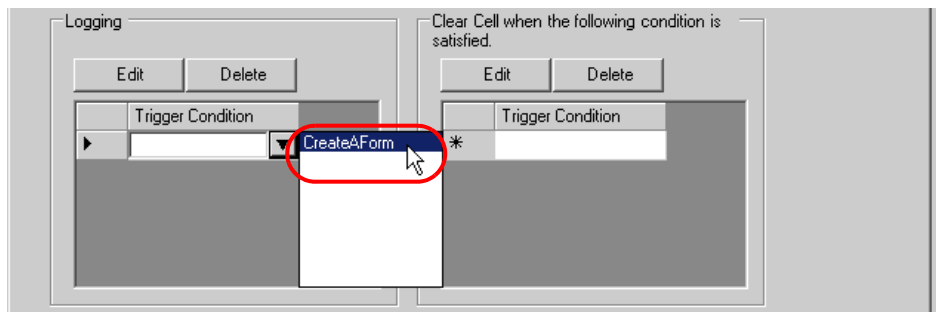 Logging
Edit Delete
Trigger Condition
CreateAForm
Clear Cell when the following condition is
satisfied.
Edit Delete
Trigger Condition